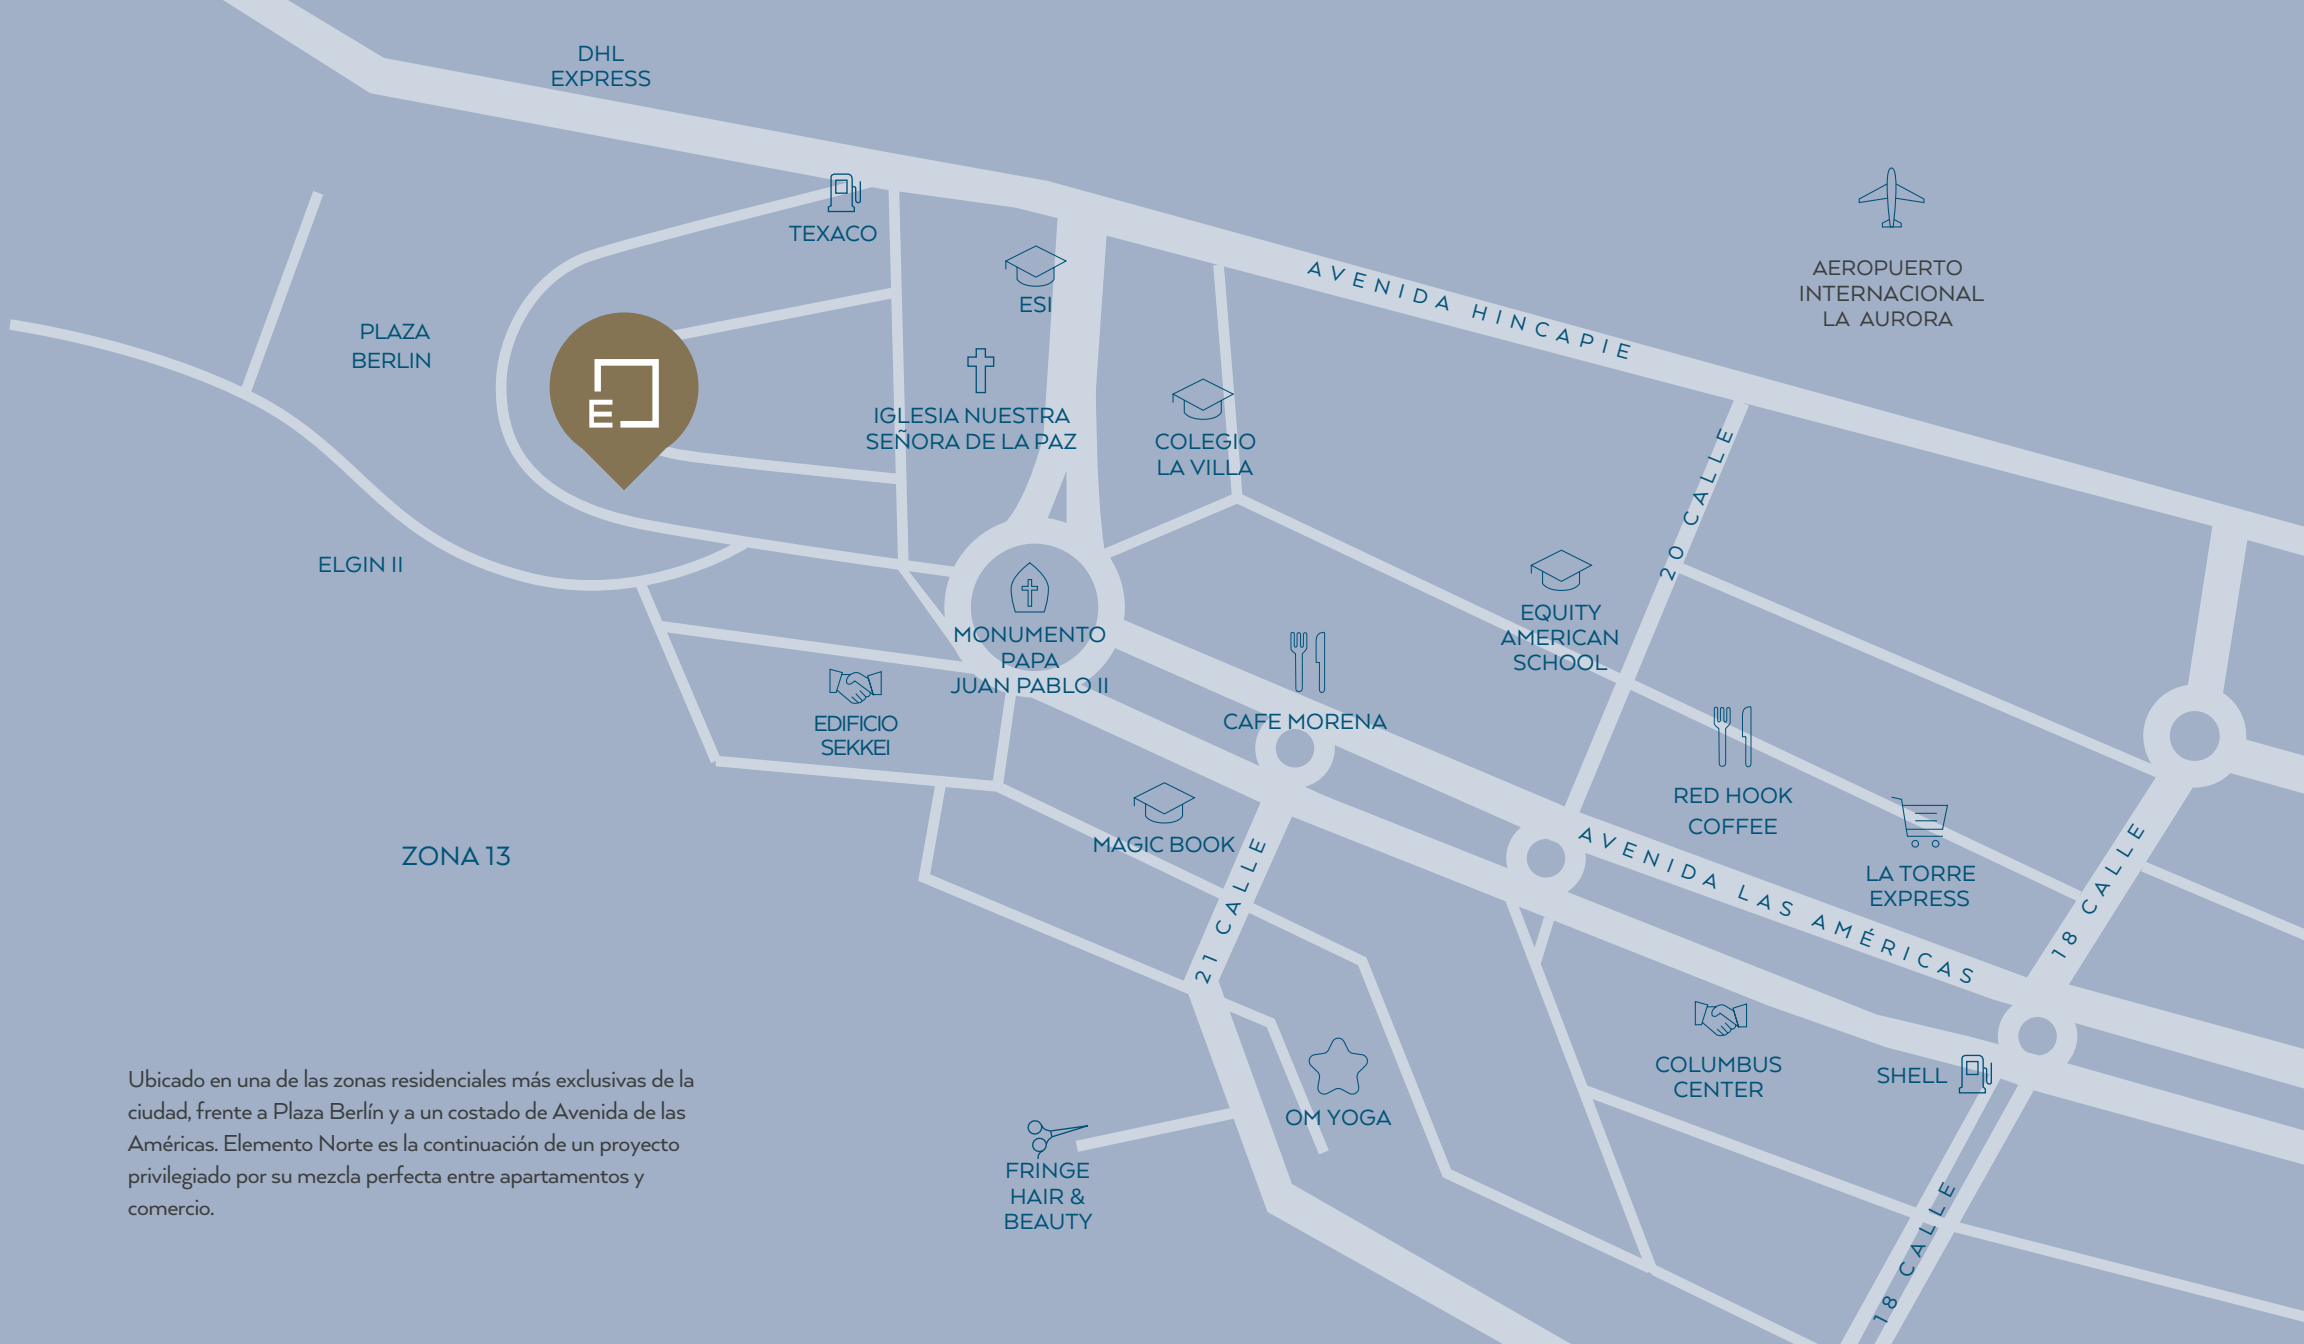 DHL
EXPRESS
TEXACO
ESI
AVENIDA HINCAPIE
AEROPUERTO
INTERNACIONAL
LA AURORA
PLAZA
BERLIN
E
IGLESIA NUESTRA
SEÑORA DE LA PAZ
COLEGIO
LA VILLA
20 CALLE
ELGIN II
EQUITY
AMERICAN
SCHOOL
MONUMENTO
PAPA
JUAN PABLO II
EDIFICIO
SEKKEI
CAFE MORENA
RED HOOK
COFFEE
MAGIC BOOK
21 CALLE
AVENIDA LAS AMÉRICAS
LA TORRE
EXPRESS
18 CALLE
ZONA 13
COLUMBUS
CENTER
SHELL
OM YOGA
FRINGE
HAIR &
BEAUTY
18 CALLE
Ubicado en una de las zonas residenciales más exclusivas de la
ciudad, frente a Plaza Berlín y a un costado de Avenida de las
Américas. Elemento Norte es la continuación de un proyecto
privilegiado por su mezcla perfecta entre apartamentos y
comercio.